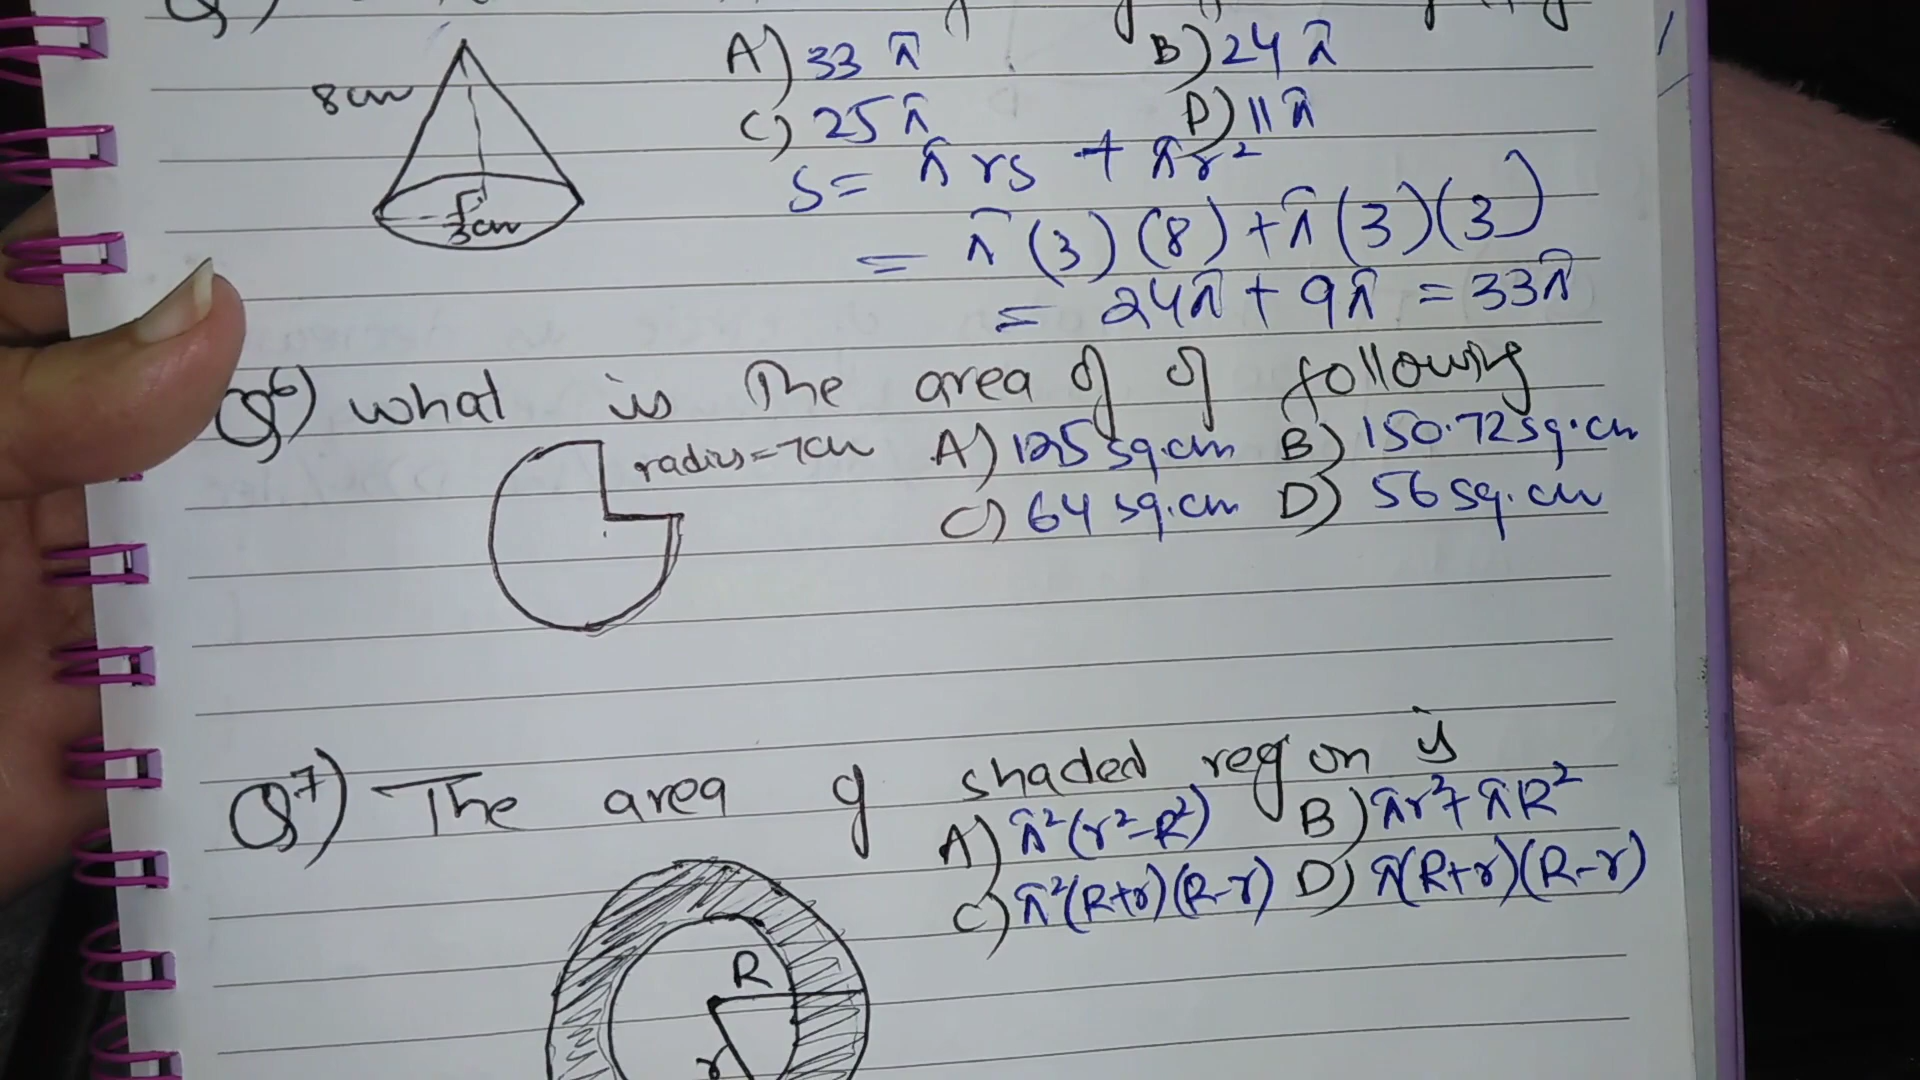 8cm
3cm
A) 33 π B) 24 π
C) 25 π D) 11 π
S = π r s + π r²
= π (3) (8) + π (3)(3)
= 24π + 9π = 33π
Q6) what is the area of of following
radius = 7cm A) 125 sq.cm B) 150.72 sq.cm
C) 64 sq.cm D) 56 sq.cm
Q7) The area of shaded region is
A) π²(r²-R²) B) πr²+πR²
C) π²(R+r)(R-r) D) π(R+r)(R-r)
R
r